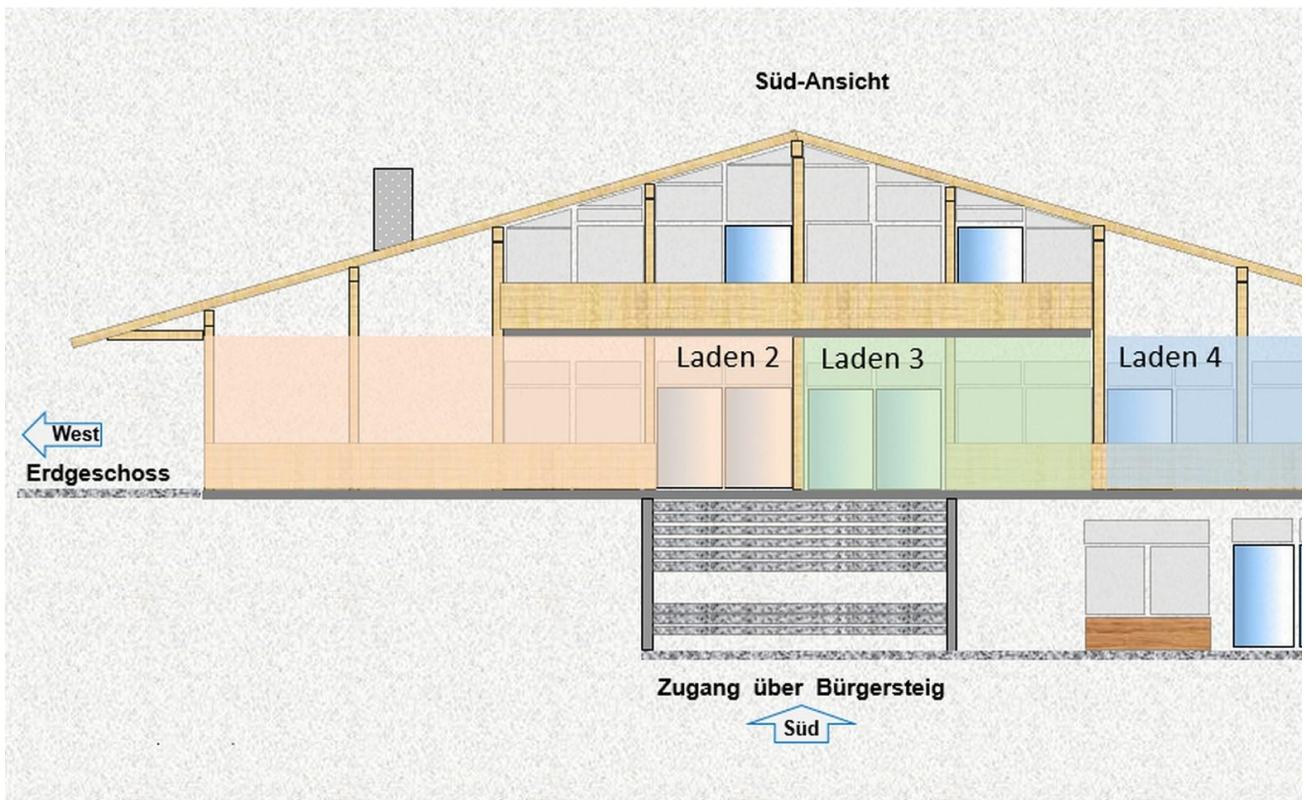 Süd-Ansicht
Laden 2
Laden 3
Laden 4
West
Erdgeschoss
Zugang über Bürgersteig
Süd